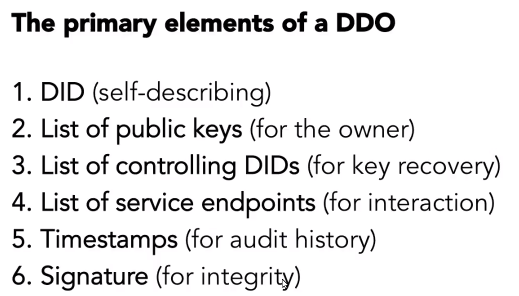 The primary elements of a DDO
1. DID (self-describing)
2. List of public keys (for the owner)
3. List of controlling DIDs (for key recovery)
4. List of service endpoints (for interaction)
5. Timestamps (for audit history)
6. Signature (for integrity)